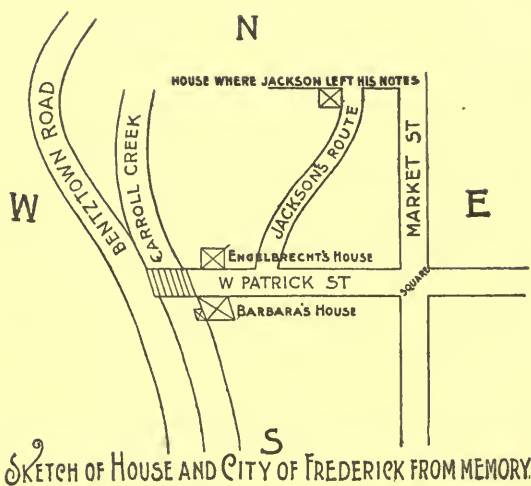 N
HOUSE WHERE JACKSON LEFT HIS NOTES
BENTZTOWN ROAD
CARROLL CREEK
JACKSON'S ROUTE
MARKET ST
W
E
ENGELBRECHT'S HOUSE
W PATRICK ST
SQUARE
BARBARA'S HOUSE
S
SKETCH OF HOUSE AND CITY OF FREDERICK FROM MEMORY.